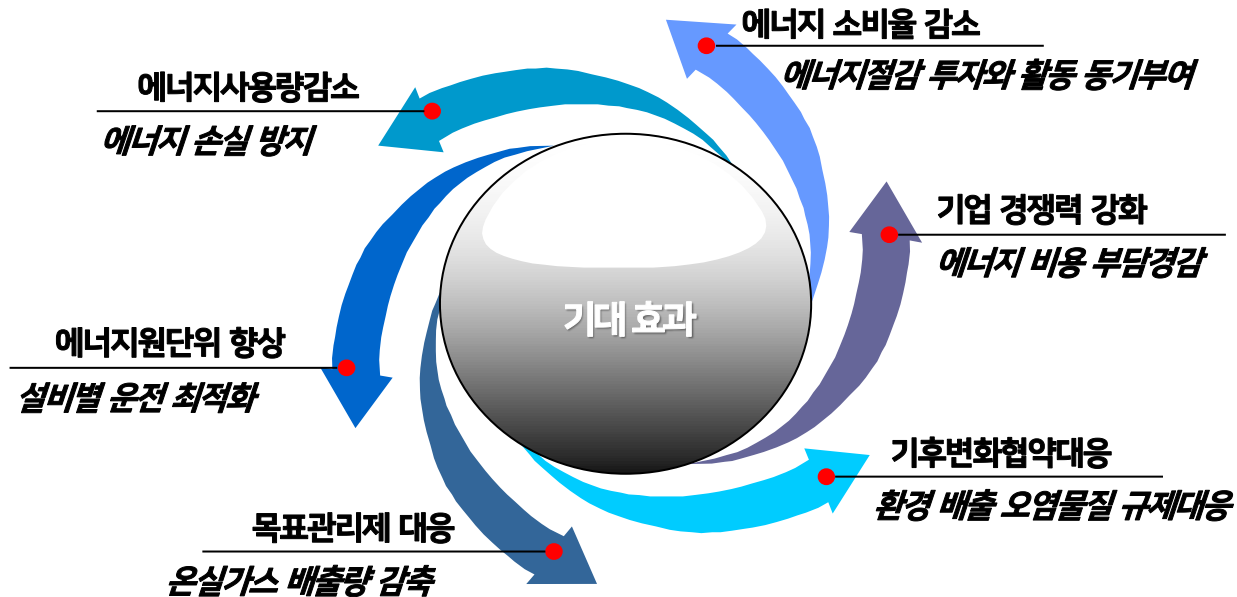 에너지 소비율 감소
에너지절감 투자와 활동 동기부여
에너지사용량감소
에너지 손실 방지
기업 경쟁력 강화
에너지 비용 부담경감
기대 효과
에너지원단위 향상
설비별 운전 최적화
기후변화협약대응
환경 배출 오염물질 규제대응
목표관리제 대응
온실가스 배출량 감축